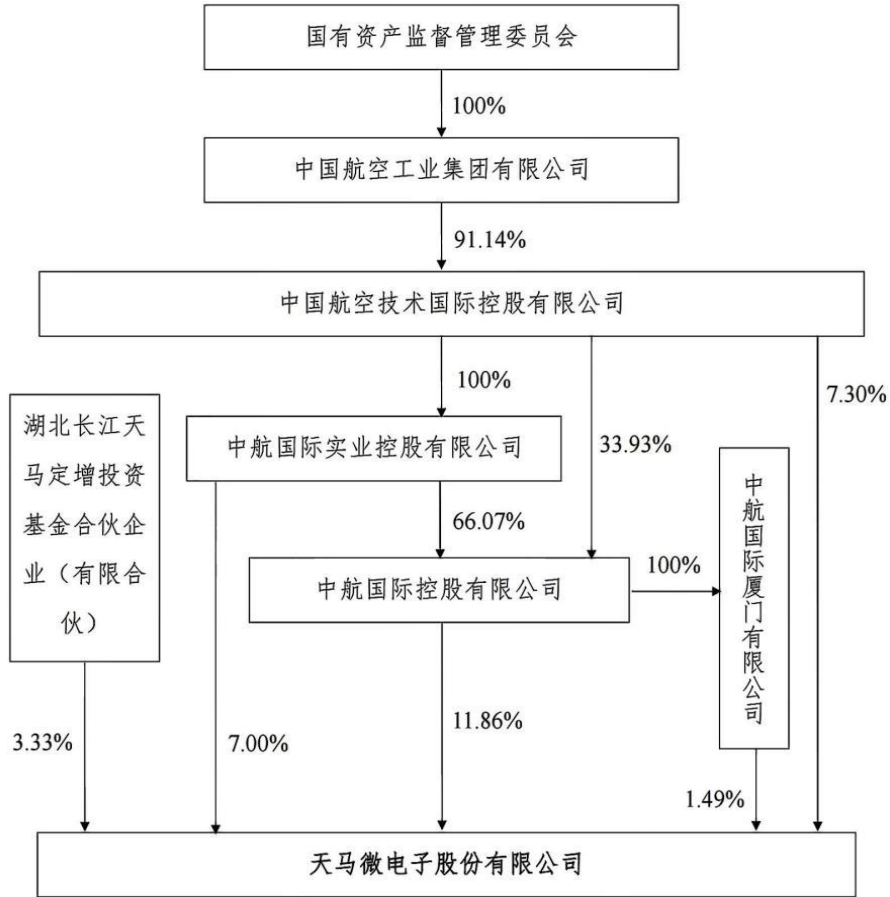 国有资产监督管理委员会
100%
中国航空工业集团有限公司
91.14%
中国航空技术国际控股有限公司
100%
33.93%
7.30%
湖北长江天
马定增投资
基金合伙企
业（有限合
伙）
中航国际实业控股有限公司
66.07%
中航国际控股有限公司
100%
中航国际厦门有限公司
3.33%
7.00%
11.86%
1.49%
天马微电子股份有限公司